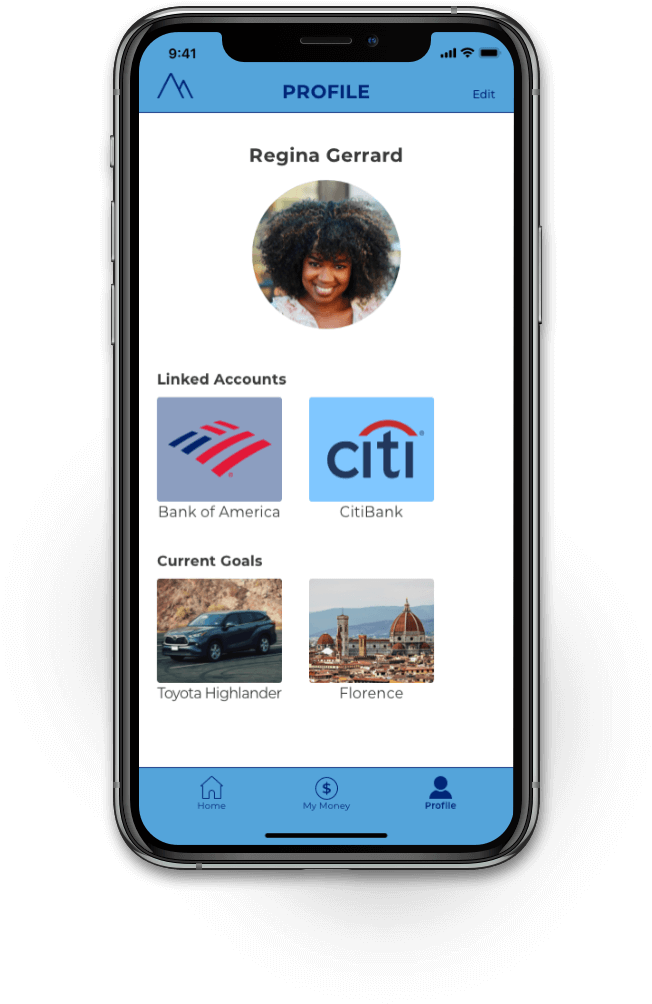 9:41
PROFILE
Edit
Regina Gerrard
Linked Accounts
citi
Bank of America
CitiBank
Current Goals
Toyota Highlander
Florence
Home
$
My Money
Profile